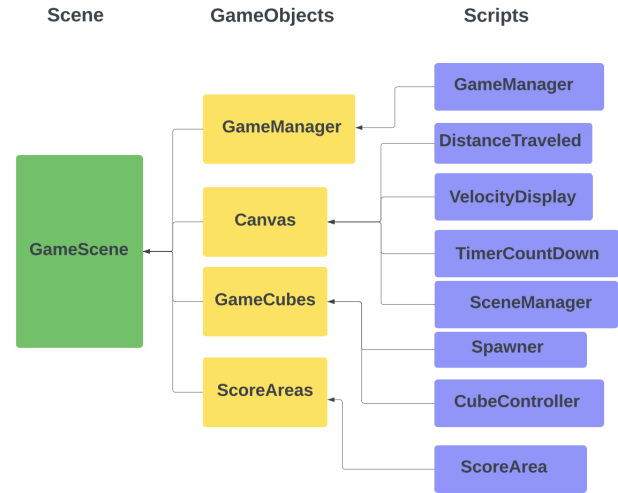 Scene
GameObjects
Scripts
GameScene
GameManager
Canvas
GameCubes
ScoreAreas
GameManager
DistanceTraveled
VelocityDisplay
TimerCountDown
SceneManager
Spawner
CubeController
ScoreArea